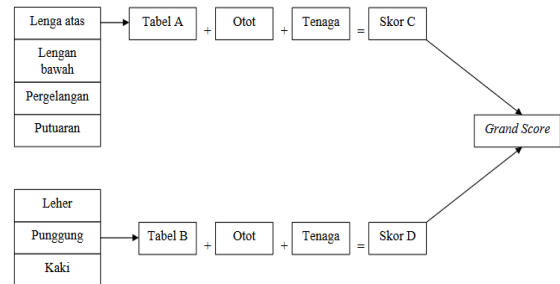 Lenga atas
Tabel A + Otot + Tenaga = Skor C
Lengan
bawah
Pergelangan
Putuaran
Grand Score
Leher
Punggung
Tabel B + Otot + Tenaga = Skor D
Kaki